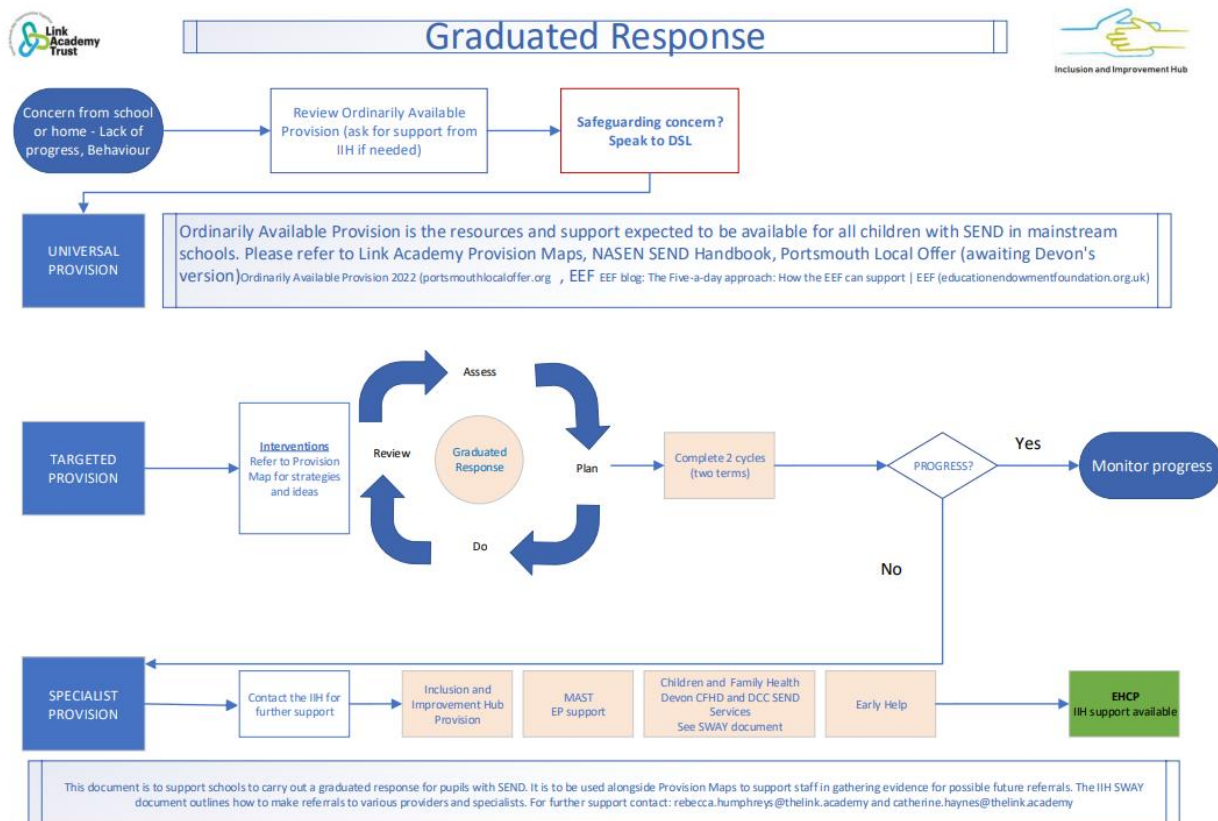 Link
Academy
Trust
Graduated Response
Inclusion and Improvement Hub
Concern from school
or home - Lack of
progress, Behaviour
Review Ordinarily Available
Provision (ask for support from
IIH if needed)
Safeguarding concern?
Speak to DSL
UNIVERSAL
PROVISION
Ordinarily Available Provision is the resources and support expected to be available for all children with SEND in mainstream
schools. Please refer to Link Academy Provision Maps, NASEN SEND Handbook, Portsmouth Local Offer (awaiting Devon's
version)Ordinarily Available Provision 2022 (portsmouthlocaloffer.org , EEF EEF blog: The Five-a-day approach: How the EEF can support | EEF (educationendowmentfoundation.org.uk)
TARGETED
PROVISION
Interventions
Refer to Provision
Map for strategies
and ideas
Assess
Review
Graduated
Response
Plan
Do
Complete 2 cycles
(two terms)
PROGRESS?
Yes
Monitor progress
No
SPECIALIST
PROVISION
Contact the IIH for
further support
Inclusion and
Improvement Hub
Provision
MAST
EP support
Children and Family Health
Devon CFHD and DCC SEND
Services
See SWAY document
Early Help
EHCP
IIH support available
This document is to support schools to carry out a graduated response for pupils with SEND. It is to be used alongside Provision Maps to support staff in gathering evidence for possible future referrals. The IIH SWAY
document outlines how to make referrals to various providers and specialists. For further support contact: rebecca.humphreys@thelink.academy and catherine.haynes@thelink.academy